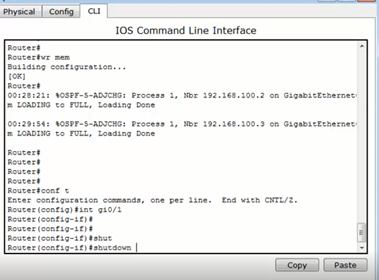 Physical Config CLI
IOS Command Line Interface
Router#
Router#wr mem
Building configuration...
[OK]
Router#
00:28:21: %OSPF-5-ADJCHG: Process 1, Nbr 192.168.100.2 on GigabitEthernet
m LOADING to FULL, Loading Done
00:29:54: %OSPF-5-ADJCHG: Process 1, Nbr 192.168.100.3 on GigabitEthernet
m LOADING to FULL, Loading Done
Router#
Router#
Router#
Router#
Router#conf t
Enter configuration commands, one per line. End with CNTL/Z.
Router(config)#int gi0/1
Router(config-if)#
Router(config-if)#
Router(config-if)#shut
Router(config-if)#shutdown
Copy Paste